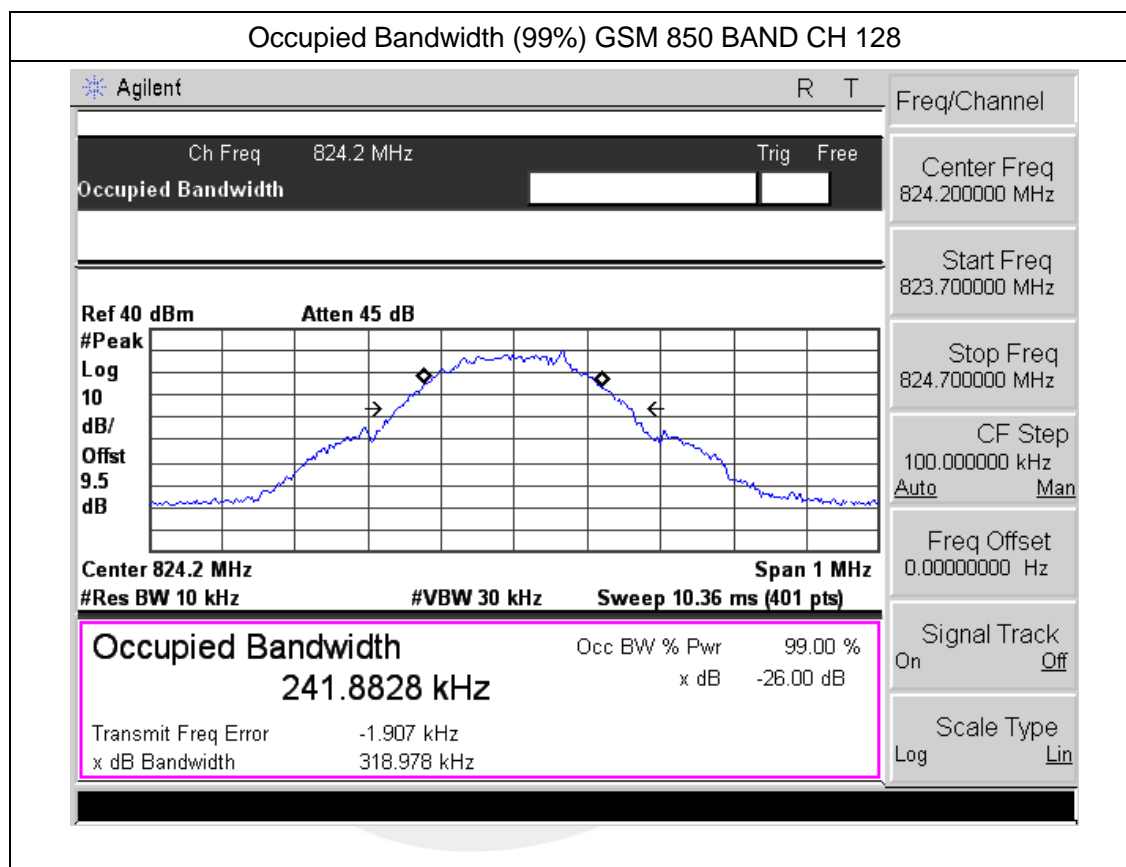 Occupied Bandwidth (99%) GSM 850 BAND CH 128
Agilent R T
Freq/Channel
Ch Freq 824.2 MHz Trig Free
Occupied Bandwidth
Center Freq
824.200000 MHz
Start Freq
823.700000 MHz
Stop Freq
824.700000 MHz
CF Step
100.000000 kHz
Auto Man
Freq Offset
0.00000000 Hz
Signal Track
On Off
Scale Type
Log Lin
Ref 40 dBm Atten 45 dB
#Peak
Log
10
dB/
Offst
9.5
dB
Center 824.2 MHz Span 1 MHz
#Res BW 10 kHz #VBW 30 kHz Sweep 10.36 ms (401 pts)
Occupied Bandwidth Occ BW % Pwr 99.00 %
241.8828 kHz x dB -26.00 dB
Transmit Freq Error -1.907 kHz
x dB Bandwidth 318.978 kHz